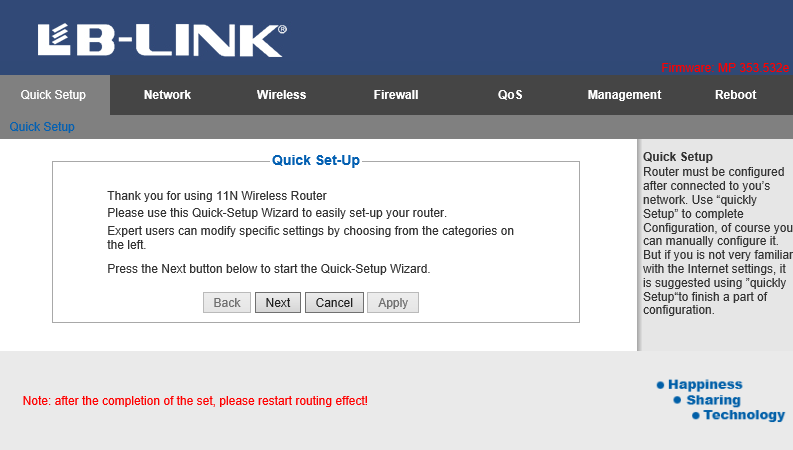 LB-LINK®
Quick Setup
Network
Wireless
Firewall
QoS
Management
Reboot
Quick Setup
Quick Set-Up
Thank you for using 11N Wireless Router
Please use this Quick-Setup Wizard to easily set-up your router.
Expert users can modify specific settings by choosing from the categories on
the left.
Press the Next button below to start the Quick-Setup Wizard.
Back
Next
Cancel
Apply
Quick Setup
Router must be configured
after connected to you's
network. Use “quickly
Setup” to complete
Configuration, of course you
can manually configure it.
But if you is not very familiar
with the Internet settings, it
is suggested using ”quickly
Setup“to finish a part of
configuration.
Note: after the completion of the set, please restart routing effect!
Happiness
Sharing
Technology